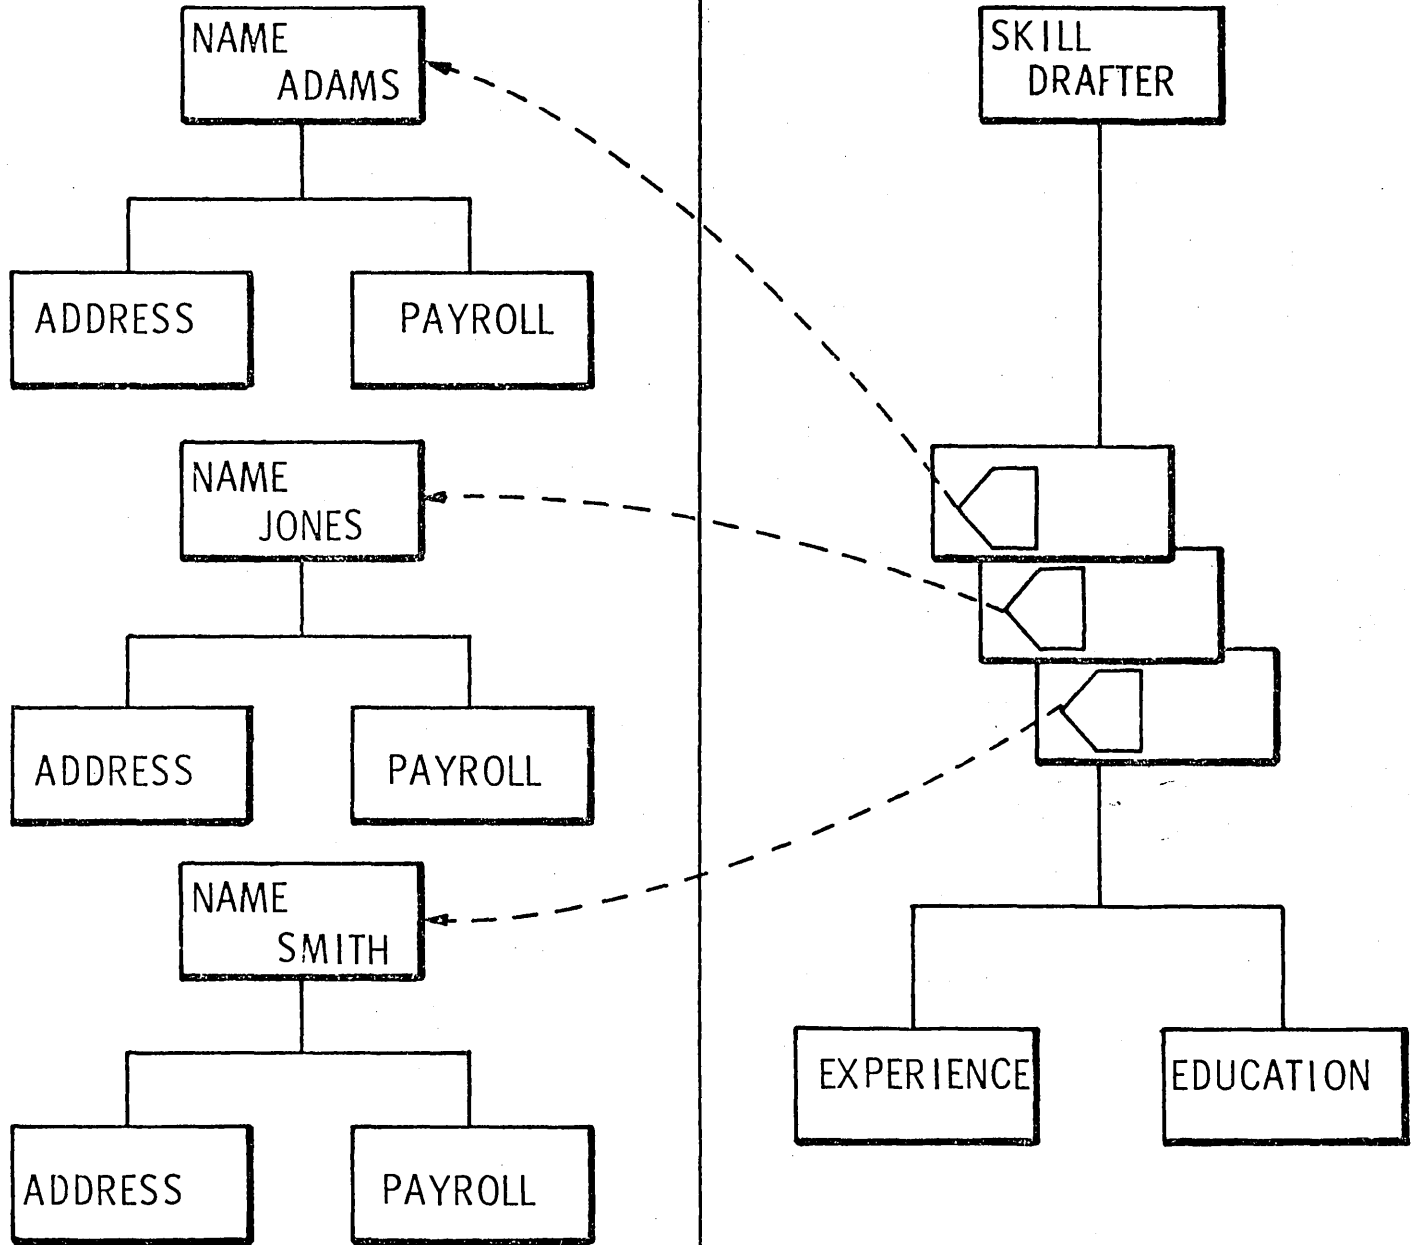 NAME
ADAMS
ADDRESS
PAYROLL
NAME
JONES
ADDRESS
PAYROLL
NAME
SMITH
ADDRESS
PAYROLL
SKILL
DRAFTER
EXPERIENCE
EDUCATION